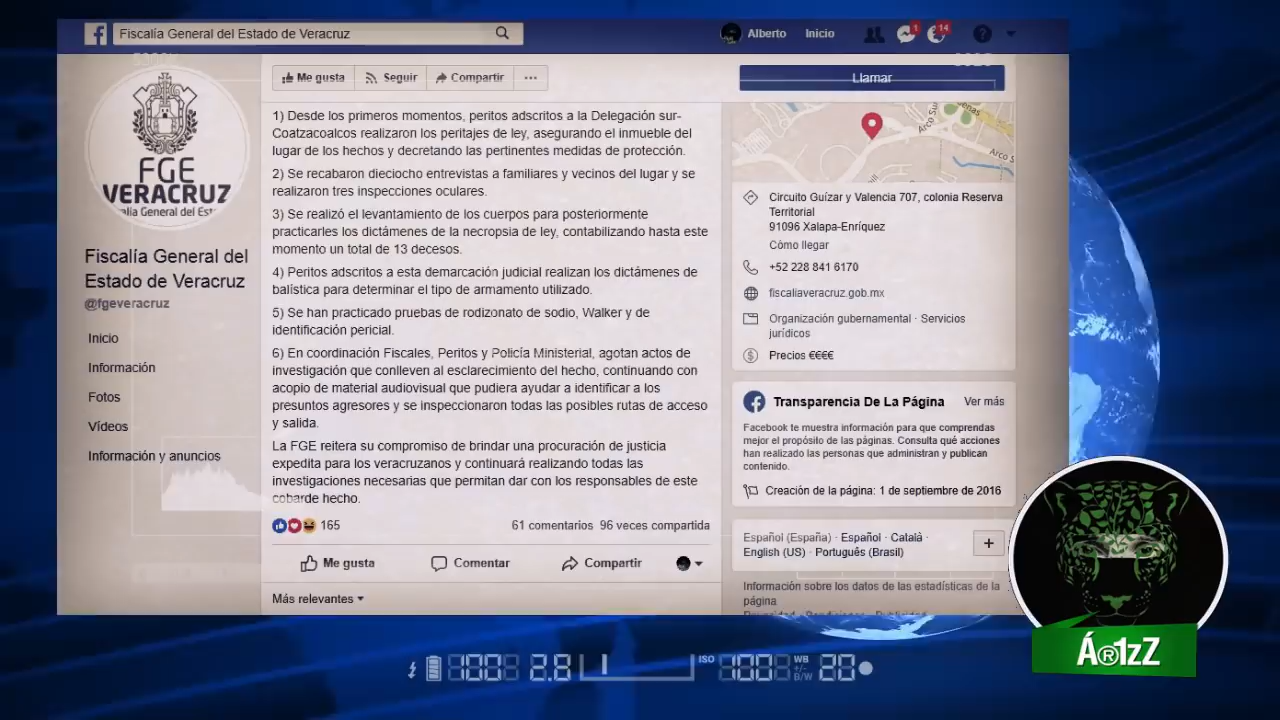 Fiscalía General del Estado de Veracruz
Alberto
Inicio
1
14
Me gusta
Seguir
Compartir
Llamar
FGE
VERACRUZ
Fiscalía General del
Estado de Veracruz
@fgeveracruz
Inicio
Información
Fotos
Vídeos
Información y anuncios
1) Desde los primeros momentos, peritos adscritos a la Delegación sur-
Coatzacoalcos realizaron los peritajes de ley, asegurando el inmueble del
lugar de los hechos y decretando las pertinentes medidas de protección.
2) Se recabaron dieciocho entrevistas a familiares y vecinos del lugar y se
realizaron tres inspecciones oculares.
3) Se realizó el levantamiento de los cuerpos para posteriormente
practicarles los dictámenes de la necropsia de ley, contabilizando hasta este
momento un total de 13 decesos.
4) Peritos adscritos a esta demarcación judicial realizan los dictámenes de
balística para determinar el tipo de armamento utilizado.
5) Se han practicado pruebas de rodizonato de sodio, Walker y de
identificación pericial.
6) En coordinación Fiscales, Peritos y Policía Ministerial, agotan actos de
investigación que conlleven al esclarecimiento del hecho, continuando con
acopio de material audiovisual que pudiera ayudar a identificar a los
presuntos agresores y se inspeccionaron todas las posibles rutas de acceso
y salida.
La FGE reitera su compromiso de brindar una procuración de justicia
expedita para los veracruzanos y continuará realizando todas las
investigaciones necesarias que permitan dar con los responsables de este
cobarde hecho.
165
61 comentarios 96 veces compartida
Me gusta
Comentar
Compartir
Más relevantes
Arco Sur
Arco S
Circuito Guízar y Valencia 707, colonia Reserva
Territorial
91096 Xalapa-Enríquez
Cómo llegar
+52 228 841 6170
fiscaliaveracruz.gob.mx
Organización gubernamental · Servicios
jurídicos
Precios €€€€
Transparencia De La Página
Ver más
Facebook te muestra información para que comprendas
mejor el propósito de las páginas. Consulta qué acciones
han realizado las personas que administran y publican
contenido.
Creación de la página: 1 de septiembre de 2016
Español (España) · Español · Català ·
English (US) · Português (Brasil)
+
Información sobre los datos de las estadísticas de la
página
Á®1zZ
100 2.8
ISO 100
WB
+/-
B/W
20